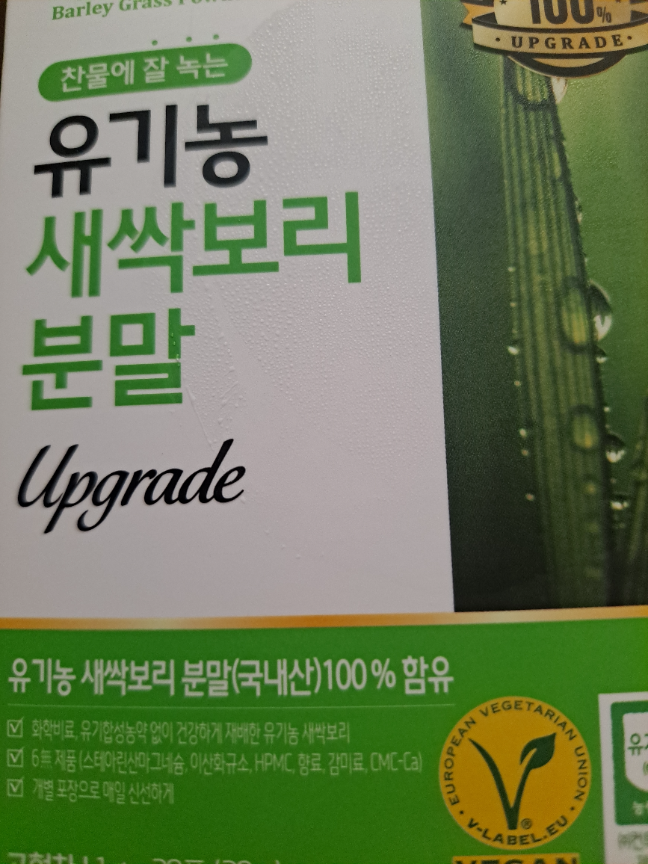 Barley Grass
100%
UPGRADE
찬물에 잘 녹는
유기농
새싹보리
분말
Upgrade
유기농 새싹보리 분말(국내산)100% 함유
화학비료, 유기합성농약 없이 건강하게 재배한 유기농 새싹보리
6無 제품 (스테아린산마그네슘, 이산화규소, HPMC, 향료, 감미료, CMC-Ca)
개별 포장으로 매일 신선하게
EUROPEAN VEGETARIAN UNION
V-LABEL.EU
VEGAN